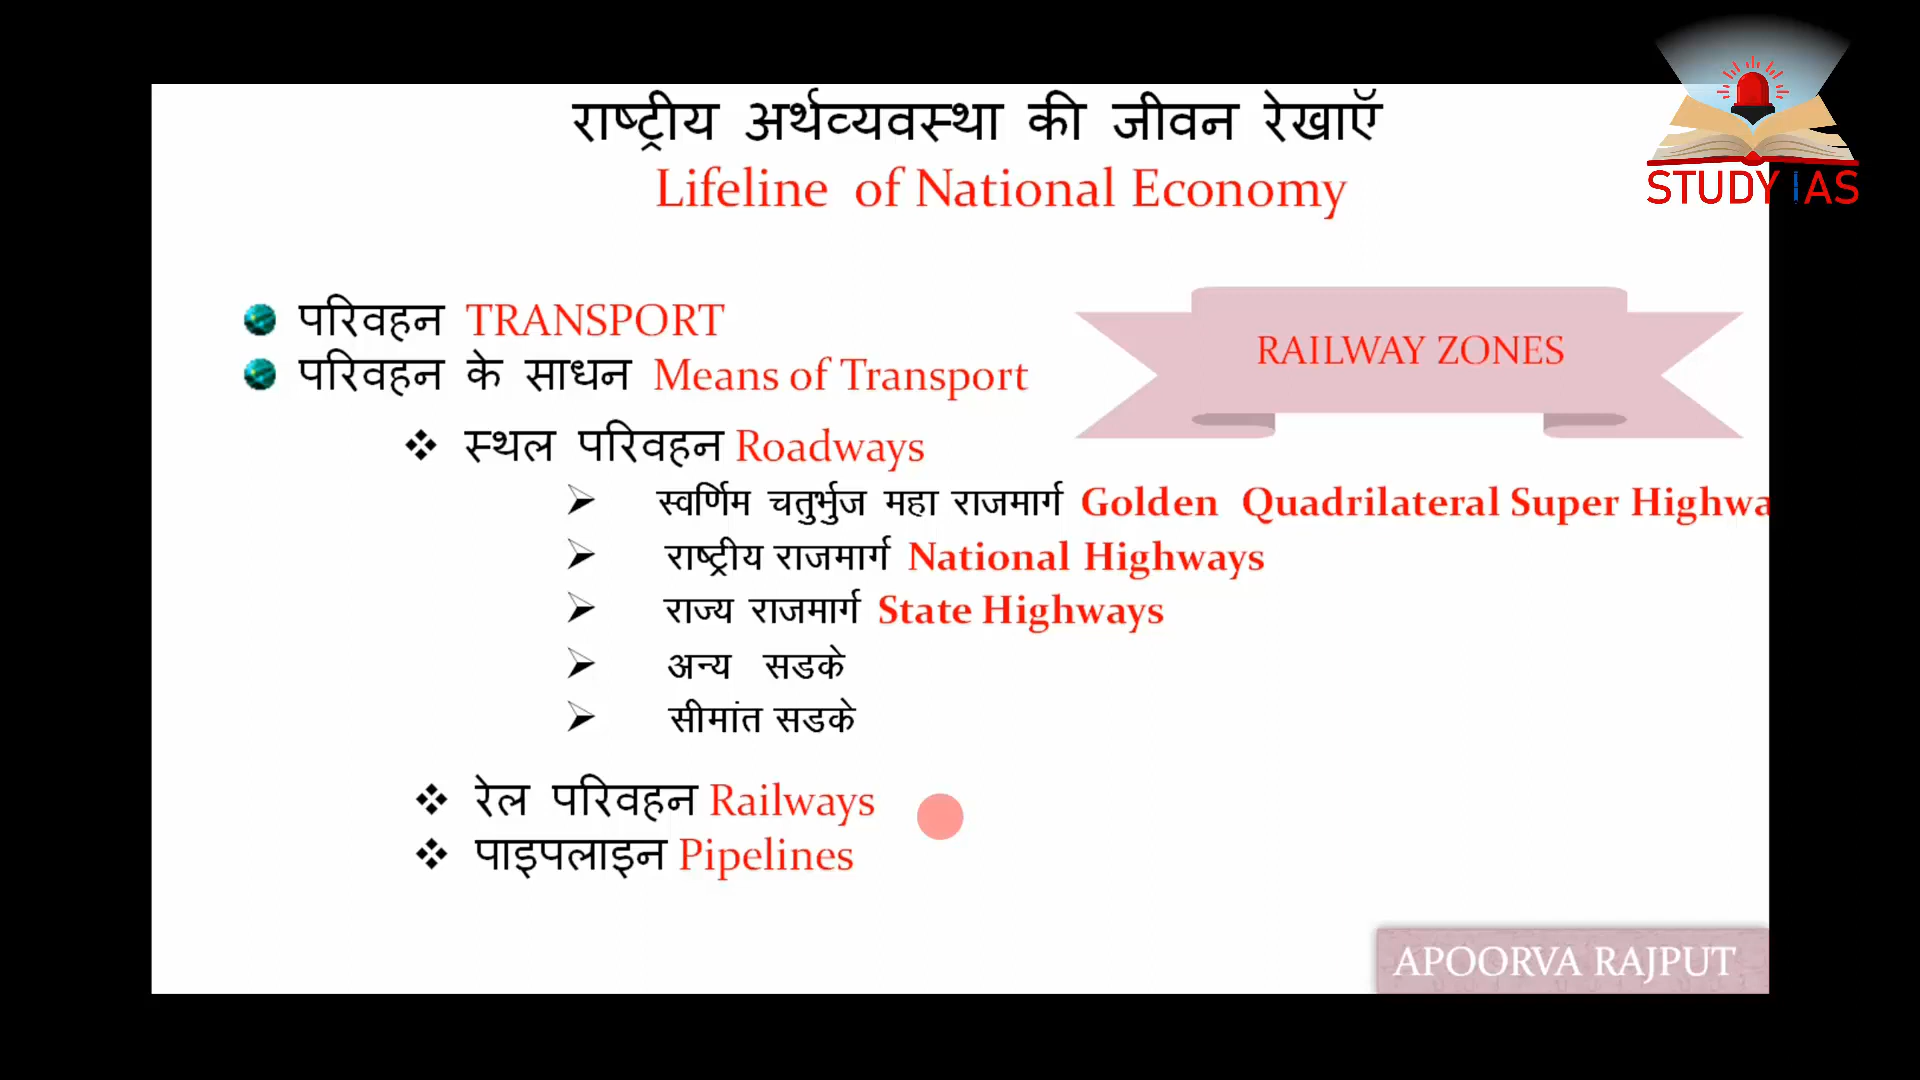 राष्ट्रीय अर्थव्यवस्था की जीवन रेखाएँ
Lifeline of National Economy
STUDY IAS
परिवहन TRANSPORT
परिवहन के साधन Means of Transport
RAILWAY ZONES
स्थल परिवहन Roadways
स्वर्णिम चतुर्भुज महा राजमार्ग Golden Quadrilateral Super Highwa
राष्ट्रीय राजमार्ग National Highways
राज्य राजमार्ग State Highways
अन्य सडके
सीमांत सडके
रेल परिवहन Railways
पाइपलाइन Pipelines
APOORVA RAJPUT